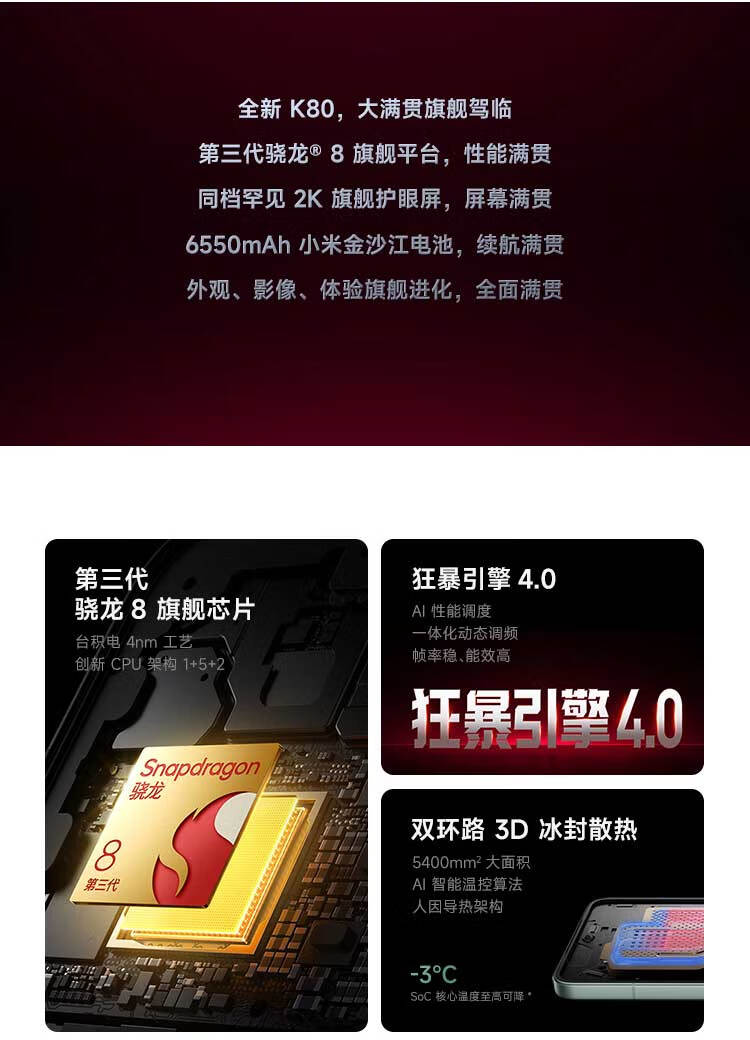 全新 K80，大满贯旗舰驾临
第三代骁龙® 8 旗舰平台，性能满贯
同档罕见 2K 旗舰护眼屏，屏幕满贯
6550mAh 小米金沙江电池，续航满贯
外观、影像、体验旗舰进化，全面满贯
第三代
骁龙 8 旗舰芯片
台积电 4nm 工艺
创新 CPU 架构 1+5+2
Snapdragon
骁龙
8
第三代
狂暴引擎 4.0
AI 性能调度
一体化动态调频
帧率稳、能效高
狂暴引擎 4.0
双环路 3D 冰封散热
5400mm² 大面积
AI 智能温控算法
人因导热架构
-3°C
SoC 核心温度至高可降 *